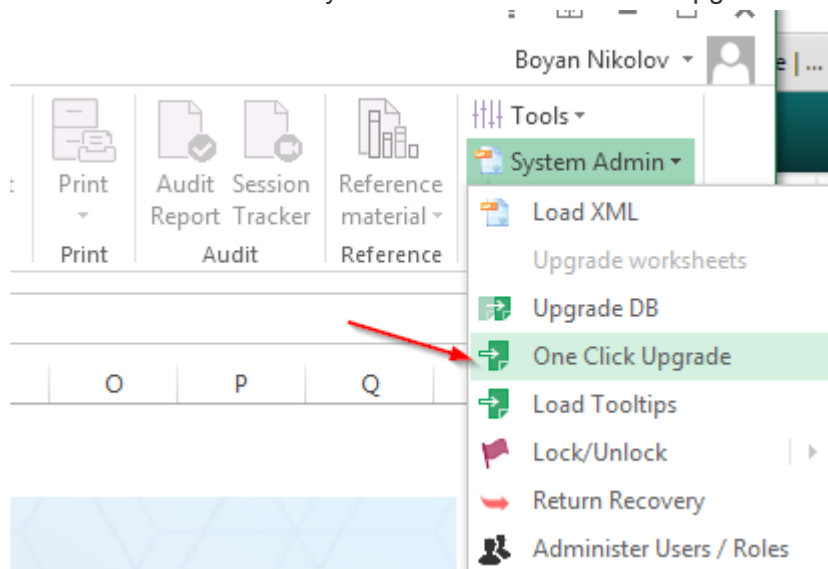 Boyan Nikolov
e | ...
Tools
System Admin
Print
Audit Report
Session Tracker
Reference material
Print
Audit
Reference
Load XML
Upgrade worksheets
Upgrade DB
One Click Upgrade
Load Tooltips
Lock/Unlock
Return Recovery
Administer Users / Roles
O P Q